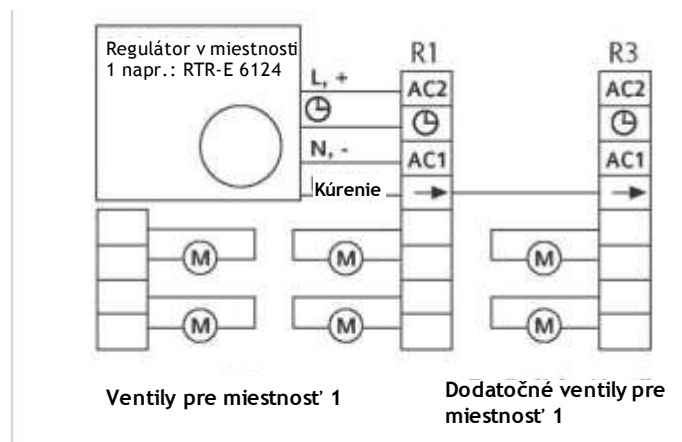 Regulátor v miestnosti
1 napr.: RTR-E 6124
L, +
N, -
Kúrenie
R1
AC2
AC1
R3
AC2
AC1
M
M
M
M
M
M
Ventily pre miestnosť 1
Dodatočné ventily pre
miestnosť 1